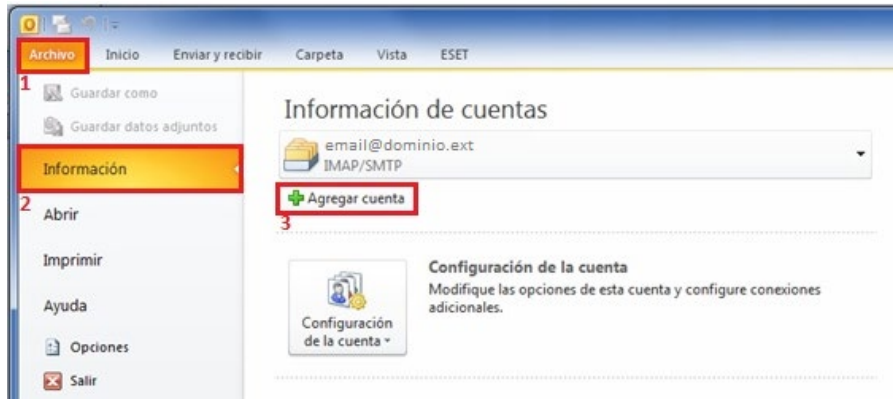 Archivo Inicio Enviar y recibir Carpeta Vista ESET
1
Guardar como
Guardar datos adjuntos
Información
2
Abrir
Imprimir
Ayuda
Opciones
Salir
Información de cuentas
email@dominio.ext
IMAP/SMTP
Agregar cuenta
3
Configuración
de la cuenta
Configuración de la cuenta
Modifique las opciones de esta cuenta y configure conexiones
adicionales.